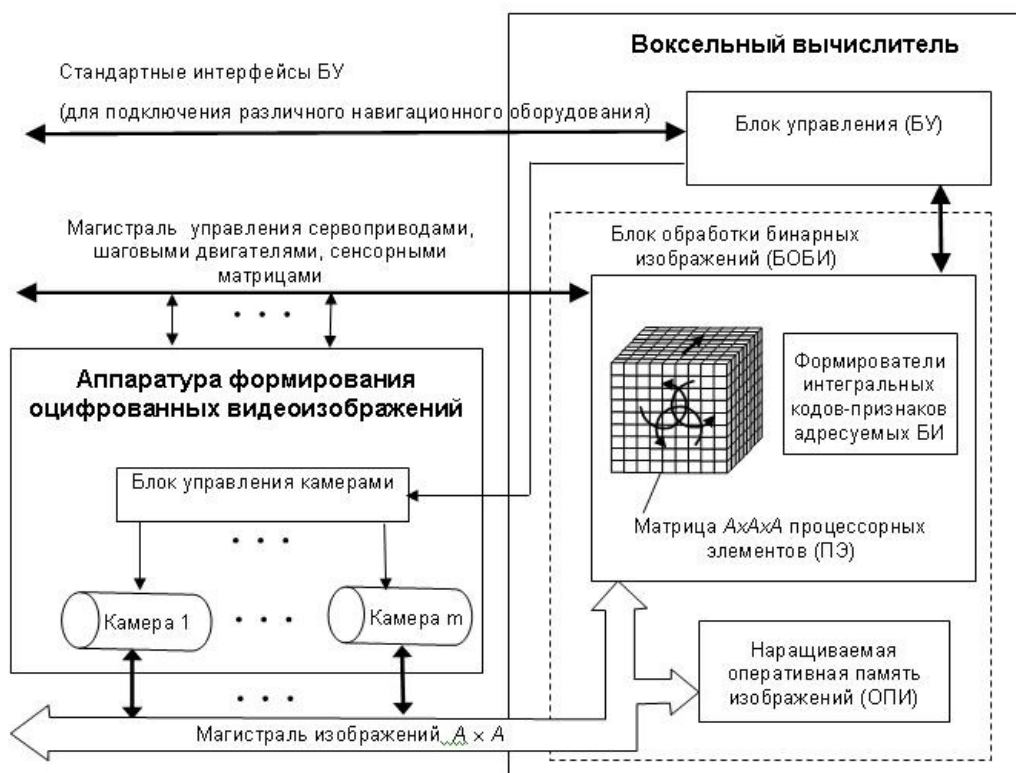 Воксельный вычислитель
Стандартные интерфейсы БУ
(для подключения различного навигационного оборудования)
Блок управления (БУ)
Магистраль управления сервоприводами,
шаговыми двигателями, сенсорными
матрицами
Блок обработки бинарных
изображений (БОБИ)
Аппаратура формирования
оцифрованных видеоизображений
Формирователи
интегральных
кодов-признаков
адресуемых БИ
Блок управления камерами
Матрица AxAxA процессорных
элементов (ПЭ)
Камера 1
Камера m
Наращиваемая
оперативная память
изображений (ОПИ)
Магистраль изображений A × A